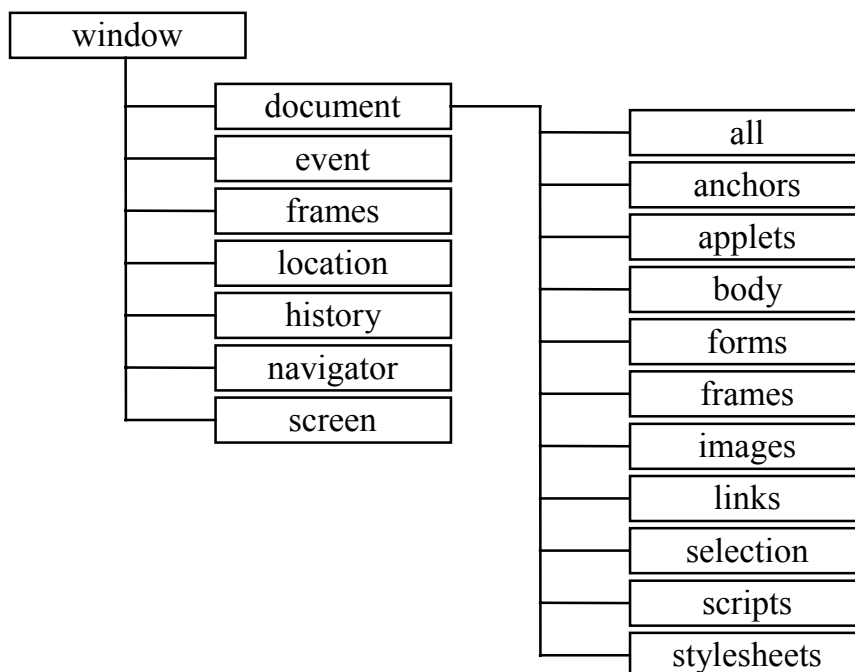 window
document
event
frames
location
history
navigator
screen
all
anchors
applets
body
forms
frames
images
links
selection
scripts
stylesheets